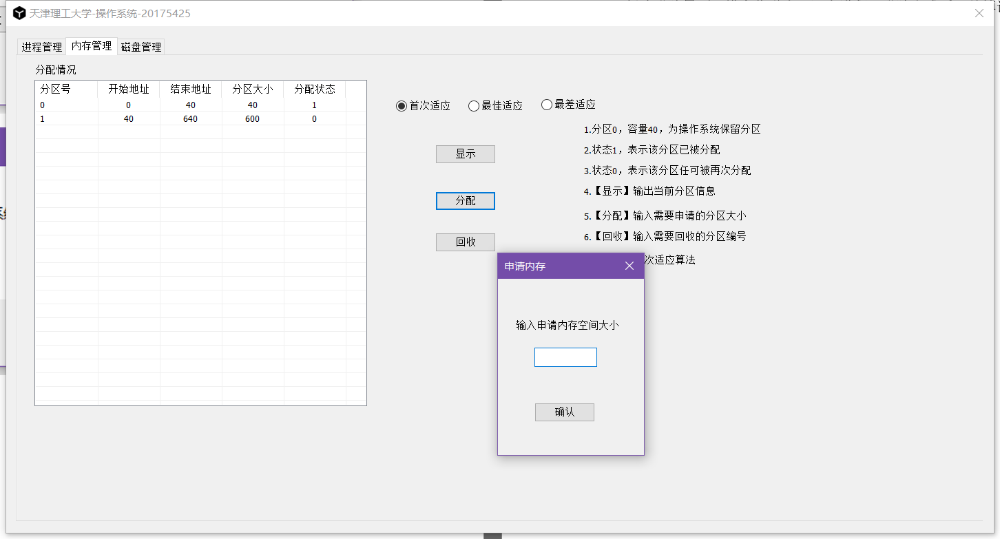 天津理工大学-操作系统-20175425
进程管理 内存管理 磁盘管理
分配情况
分区号 开始地址 结束地址 分区大小 分配状态
0 0 40 40 1
1 40 640 600 0
首次适应 最佳适应 最差适应
显示
分配
回收
1.分区0，容量40，为操作系统保留分区
2.状态1，表示该分区已被分配
3.状态0，表示该分区任可被再次分配
4.【显示】输出当前分区信息
5.【分配】输入需要申请的分区大小
6.【回收】输入需要回收的分区编号
次适应算法
申请内存
输入申请内存空间大小
确认